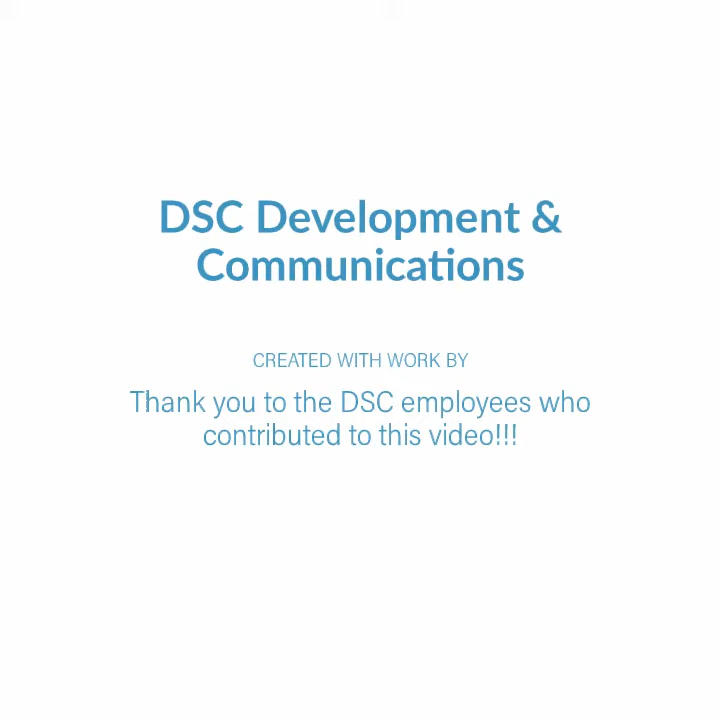 DSC Development &
Communications
CREATED WITH WORK BY
Thank you to the DSC employees who
contributed to this video!!!